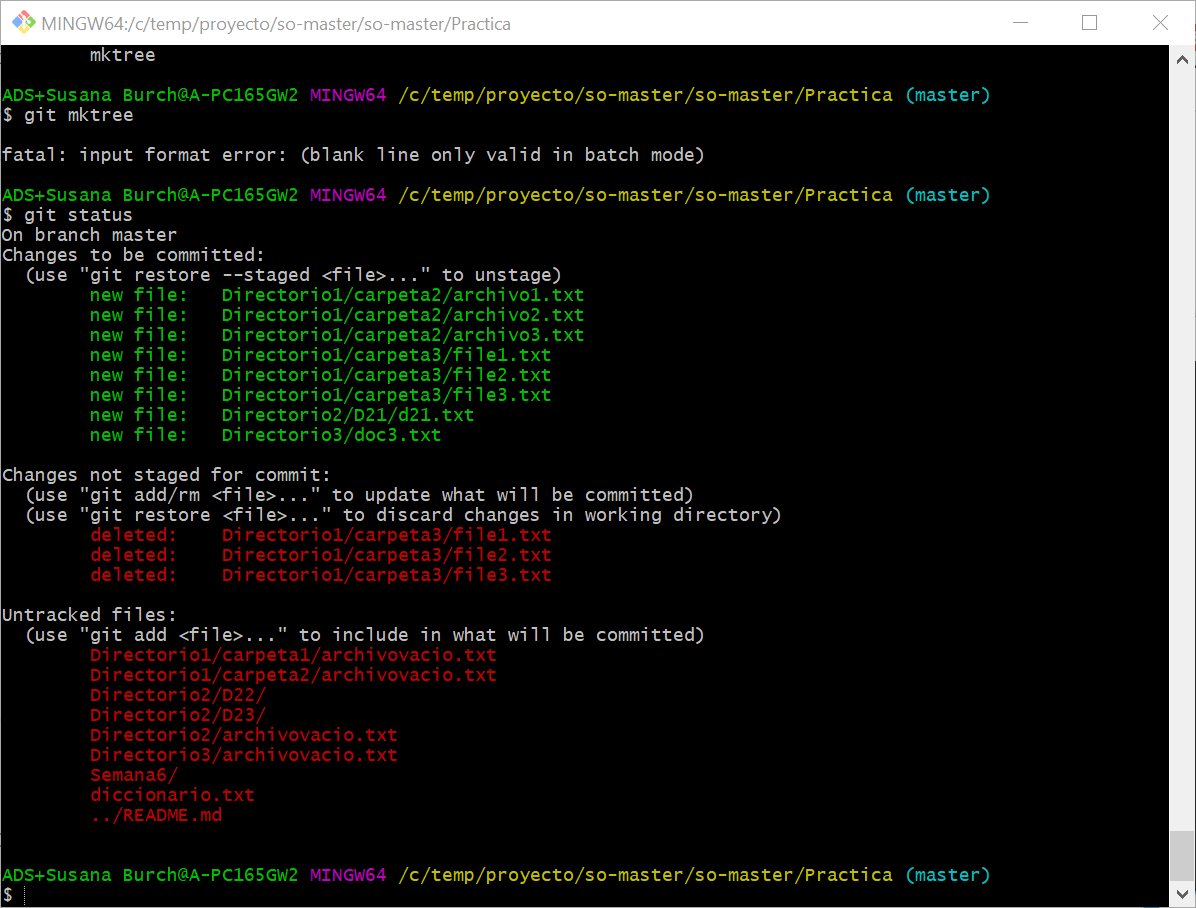 MINGW64:/c/temp/proyecto/so-master/so-master/Practica
mktree
ADS+Susana Burch@A-PC165GW2 MINGW64 /c/temp/proyecto/so-master/so-master/Practica (master)
$ git mktree
fatal: input format error: (blank line only valid in batch mode)
ADS+Susana Burch@A-PC165GW2 MINGW64 /c/temp/proyecto/so-master/so-master/Practica (master)
$ git status
On branch master
Changes to be committed:
(use "git restore --staged <file>..." to unstage)
new file:   Directorio1/carpeta2/archivo1.txt
new file:   Directorio1/carpeta2/archivo2.txt
new file:   Directorio1/carpeta2/archivo3.txt
new file:   Directorio1/carpeta3/file1.txt
new file:   Directorio1/carpeta3/file2.txt
new file:   Directorio1/carpeta3/file3.txt
new file:   Directorio2/D21/d21.txt
new file:   Directorio3/doc3.txt
Changes not staged for commit:
(use "git add/rm <file>..." to update what will be committed)
(use "git restore <file>..." to discard changes in working directory)
deleted:    Directorio1/carpeta3/file1.txt
deleted:    Directorio1/carpeta3/file2.txt
deleted:    Directorio1/carpeta3/file3.txt
Untracked files:
(use "git add <file>..." to include in what will be committed)
Directorio1/carpeta1/archivovacio.txt
Directorio1/carpeta2/archivovacio.txt
Directorio2/D22/
Directorio2/D23/
Directorio2/archivovacio.txt
Directorio3/archivovacio.txt
Semana6/
diccionario.txt
../README.md
ADS+Susana Burch@A-PC165GW2 MINGW64 /c/temp/proyecto/so-master/so-master/Practica (master)
$